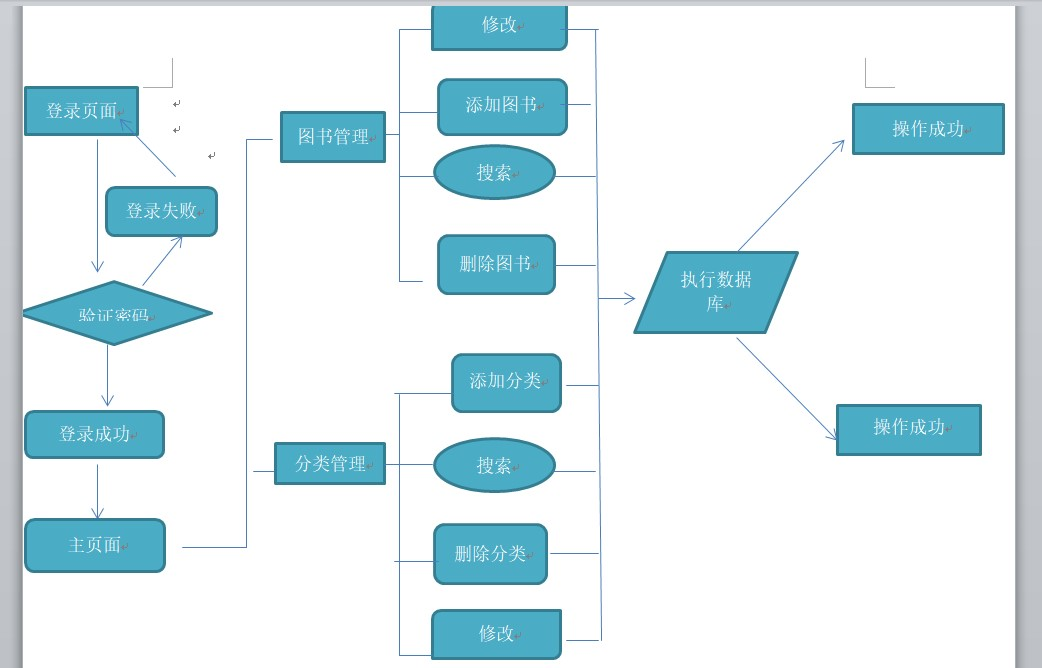 修改
登录页面
添加图书
操作成功
图书管理
搜索
登录失败
删除图书
执行数据
库
验证密码
添加分类
登录成功
操作成功
分类管理
搜索
主页面
删除分类
修改